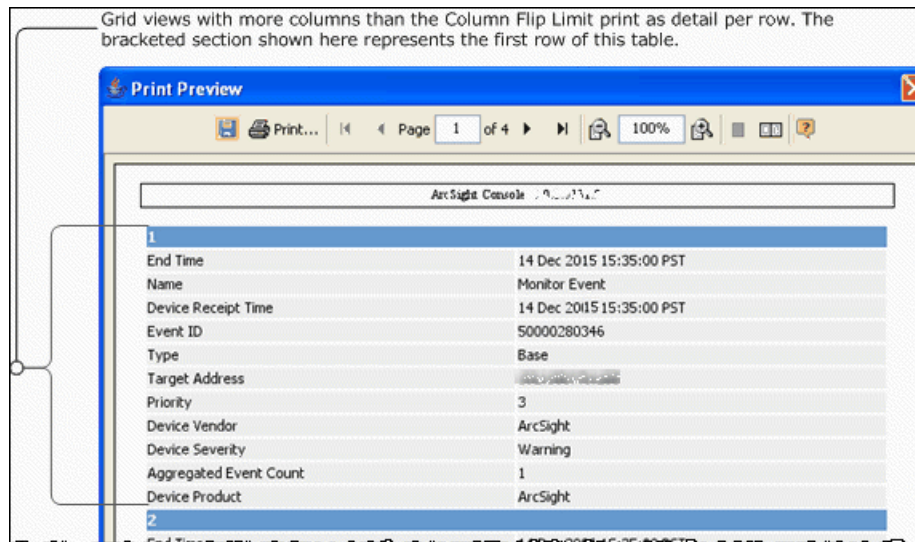 Grid views with more columns than the Column Flip Limit print as detail per row. The
bracketed section shown here represents the first row of this table.
Print Preview
Print... Page 1 of 4 100%
ArcSight Console
1
End Time 14 Dec 2015 15:35:00 PST
Name Monitor Event
Device Receipt Time 14 Dec 2015 15:35:00 PST
Event ID 50000280346
Type Base
Target Address
Priority 3
Device Vendor ArcSight
Device Severity Warning
Aggregated Event Count 1
Device Product ArcSight
2
End Time